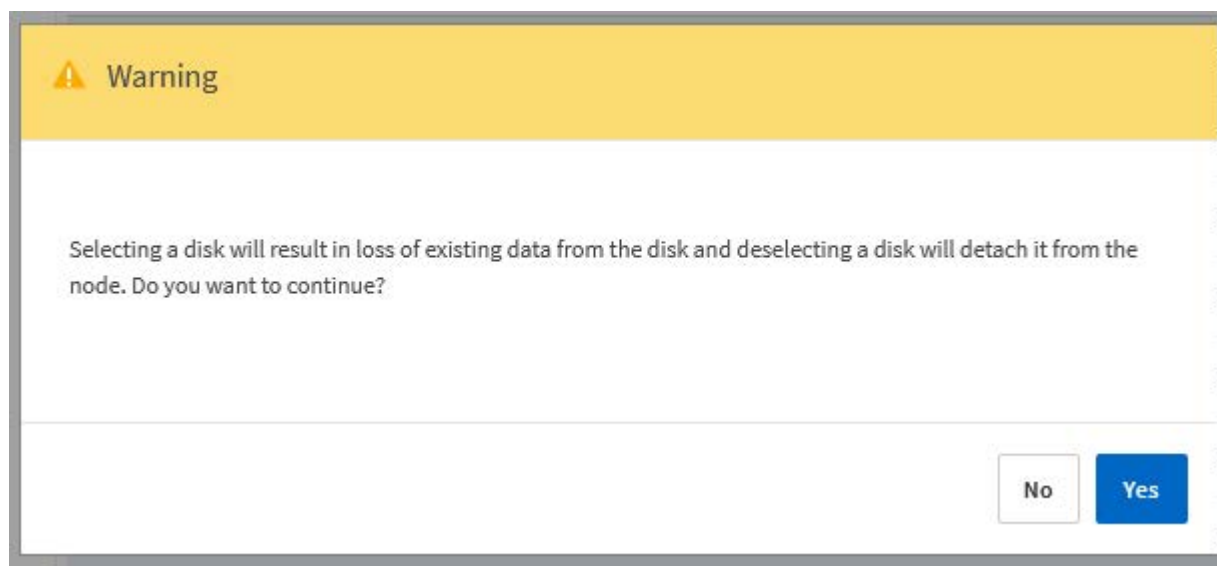 Warning
Selecting a disk will result in loss of existing data from the disk and deselecting a disk will detach it from the
node. Do you want to continue?
No
Yes